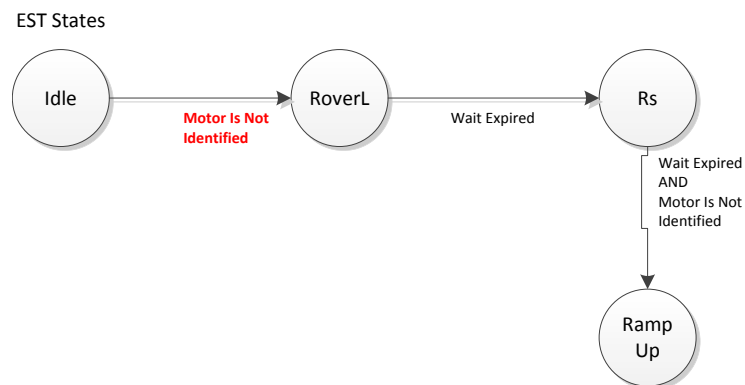 EST States
Idle
RoverL
Rs
Motor Is Not
Identified
Wait Expired
Wait Expired
AND
Motor Is Not
Identified
Ramp
Up